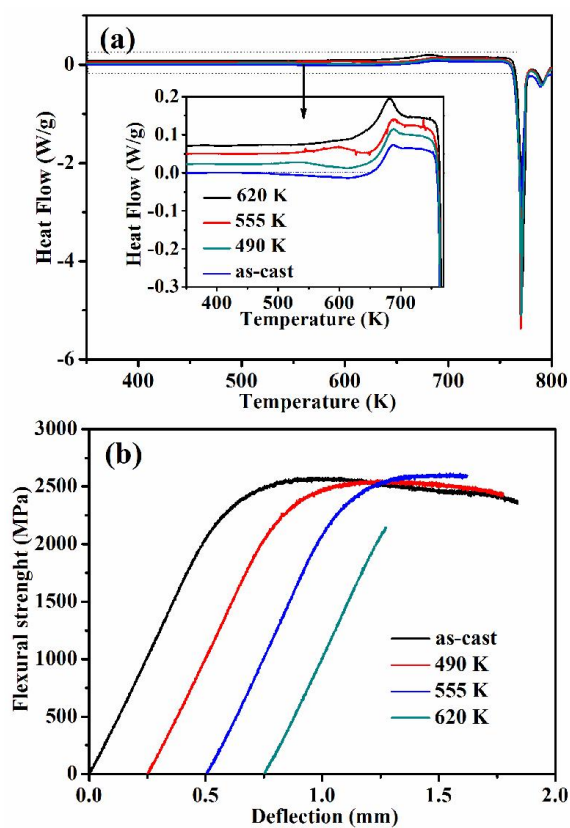 (a)
0
-2
-4
-6
Heat Flow (W/g)
0.2
0.1
0.0
-0.1
-0.2
-0.3
Heat Flow (W/g)
620 K
555 K
490 K
as-cast
400 500 600 700
Temperature (K)
400 500 600 700 800
Temperature (K)
(b)
3000
2500
2000
1500
1000
500
0
Flexural strenght (MPa)
as-cast
490 K
555 K
620 K
0.0 0.5 1.0 1.5 2.0
Deflection (mm)